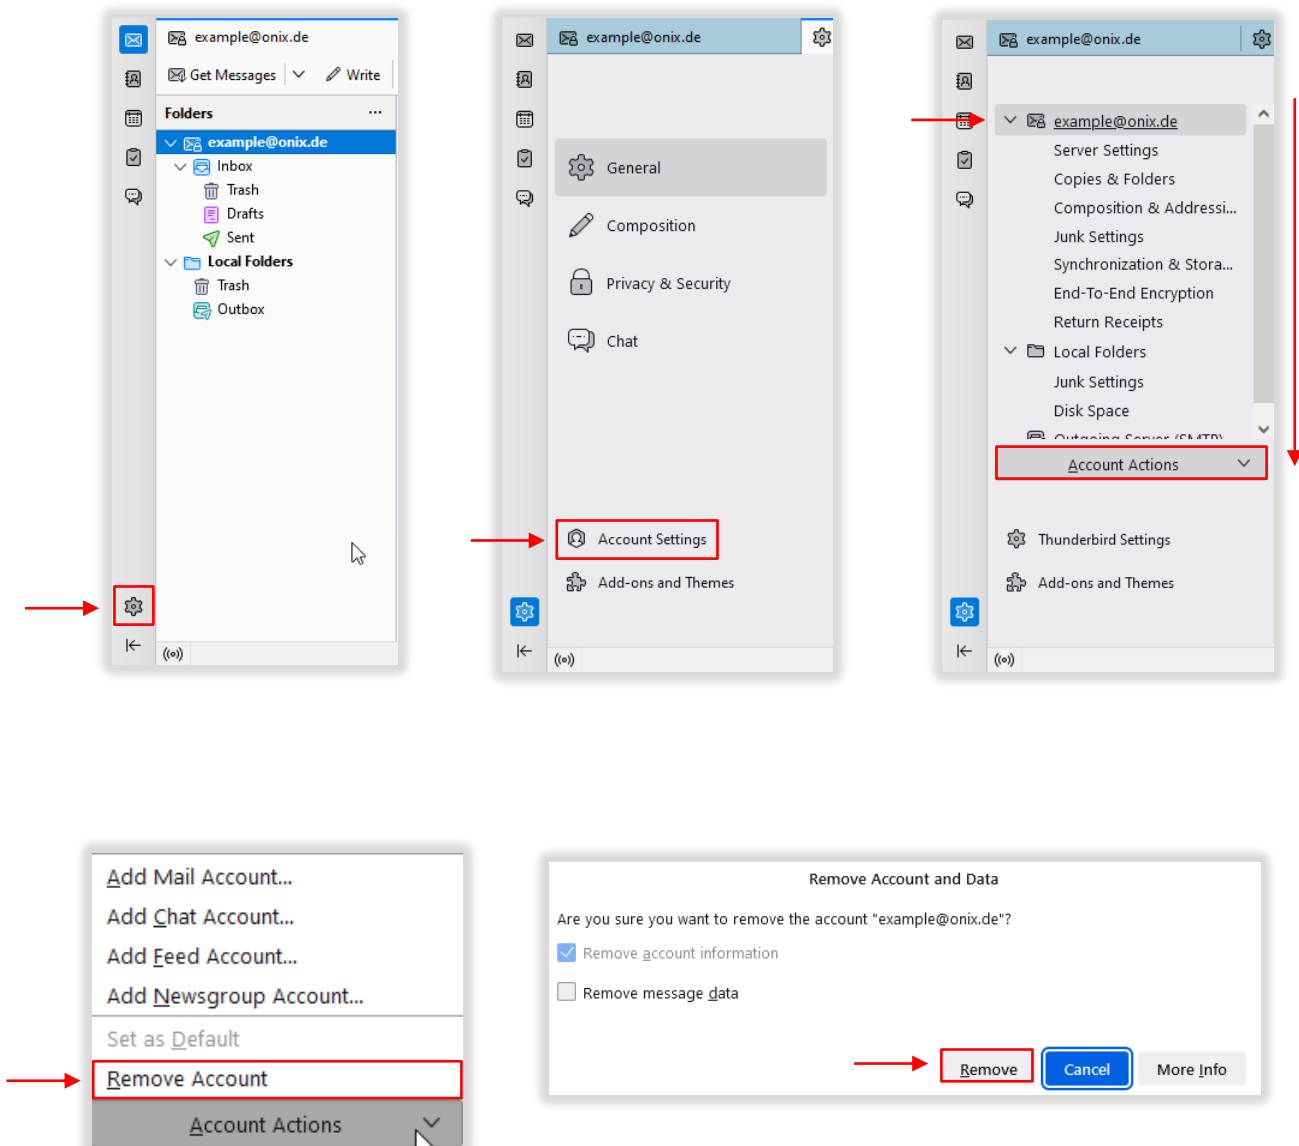 example@onix.de
Get Messages
Write
Folders
example@onix.de
Inbox
Trash
Drafts
Sent
Local Folders
Trash
Outbox
example@onix.de
General
Composition
Privacy & Security
Chat
Account Settings
Add-ons and Themes
example@onix.de
example@onix.de
Server Settings
Copies & Folders
Composition & Addressi...
Junk Settings
Synchronization & Stora...
End-To-End Encryption
Return Receipts
Local Folders
Junk Settings
Disk Space
Outgoing Server (SMTP)
Account Actions
Thunderbird Settings
Add-ons and Themes
Add Mail Account...
Add Chat Account...
Add Feed Account...
Add Newsgroup Account...
Set as Default
Remove Account
Account Actions
Remove Account and Data
Are you sure you want to remove the account "example@onix.de"?
Remove account information
Remove message data
Remove
Cancel
More Info